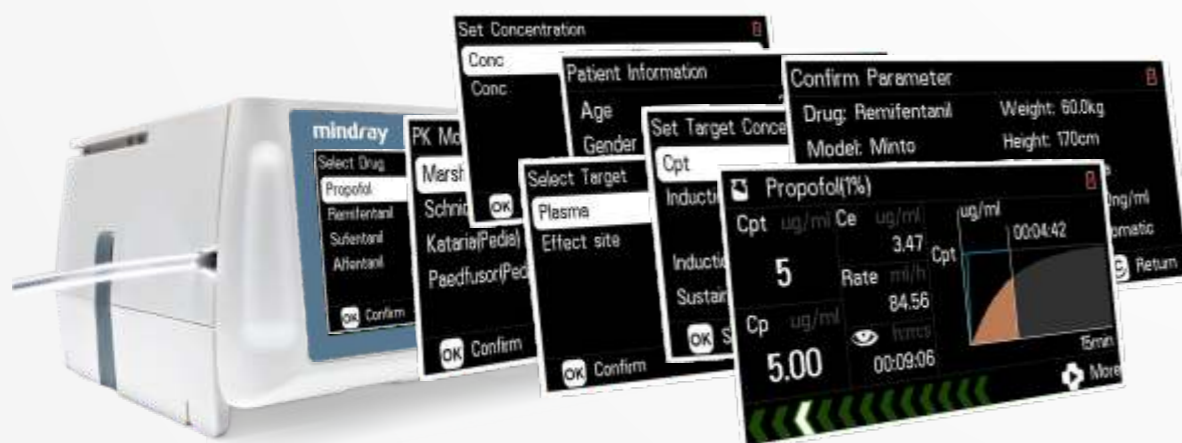 mindray
Select Drug
Propofol
Remifentanil
Sufentanil
Alfentanil
OK Confirm
PK Mo
Marsh
Schni
Kataria(Pedia)
Paedfusor(Ped
OK Confirm
Set Concentration
Conc
Conc
OK
Patient Information
Age
Gender
Select Target
Plasma
Effect site
OK Confirm
Set Target Conce
Cpt
Inducti
Inductio
Sustain
OK S
Confirm Parameter
Drug: Remifentanil Weight: 60.0kg
Model: Minto Height: 170cm
0ng/ml
omatic
C Return
Propofol(1%)
Cpt ug/ml Ce ug/ml ug/ml
3.47 00:04:42
5 Rate ml/h Cpt
84.56
Cp ug/ml
5.00 00:09:06 15min
More